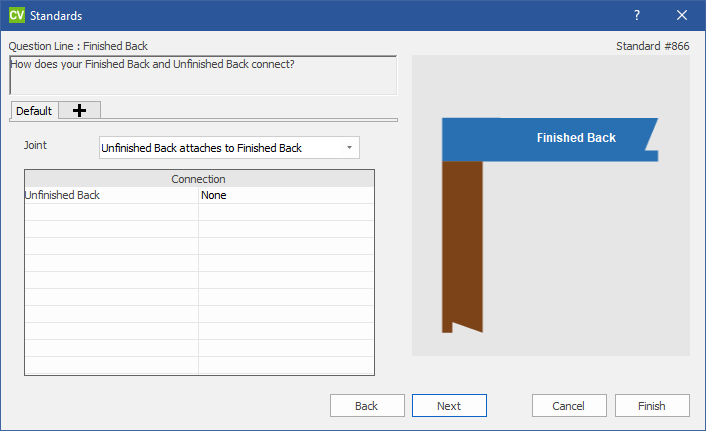 CV Standards
Question Line : Finished Back
Standard #866
How does your Finished Back and Unfinished Back connect?
Default
Joint
Unfinished Back attaches to Finished Back
Connection
Unfinished Back None
Finished Back
Back Next Cancel Finish